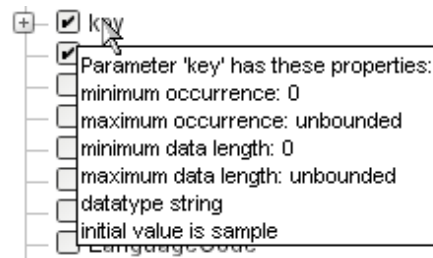 key
Parameter 'key' has these properties:
minimum occurrence: 0
maximum occurrence: unbounded
minimum data length: 0
maximum data length: unbounded
datatype string
initial value is sample
LanguageCode